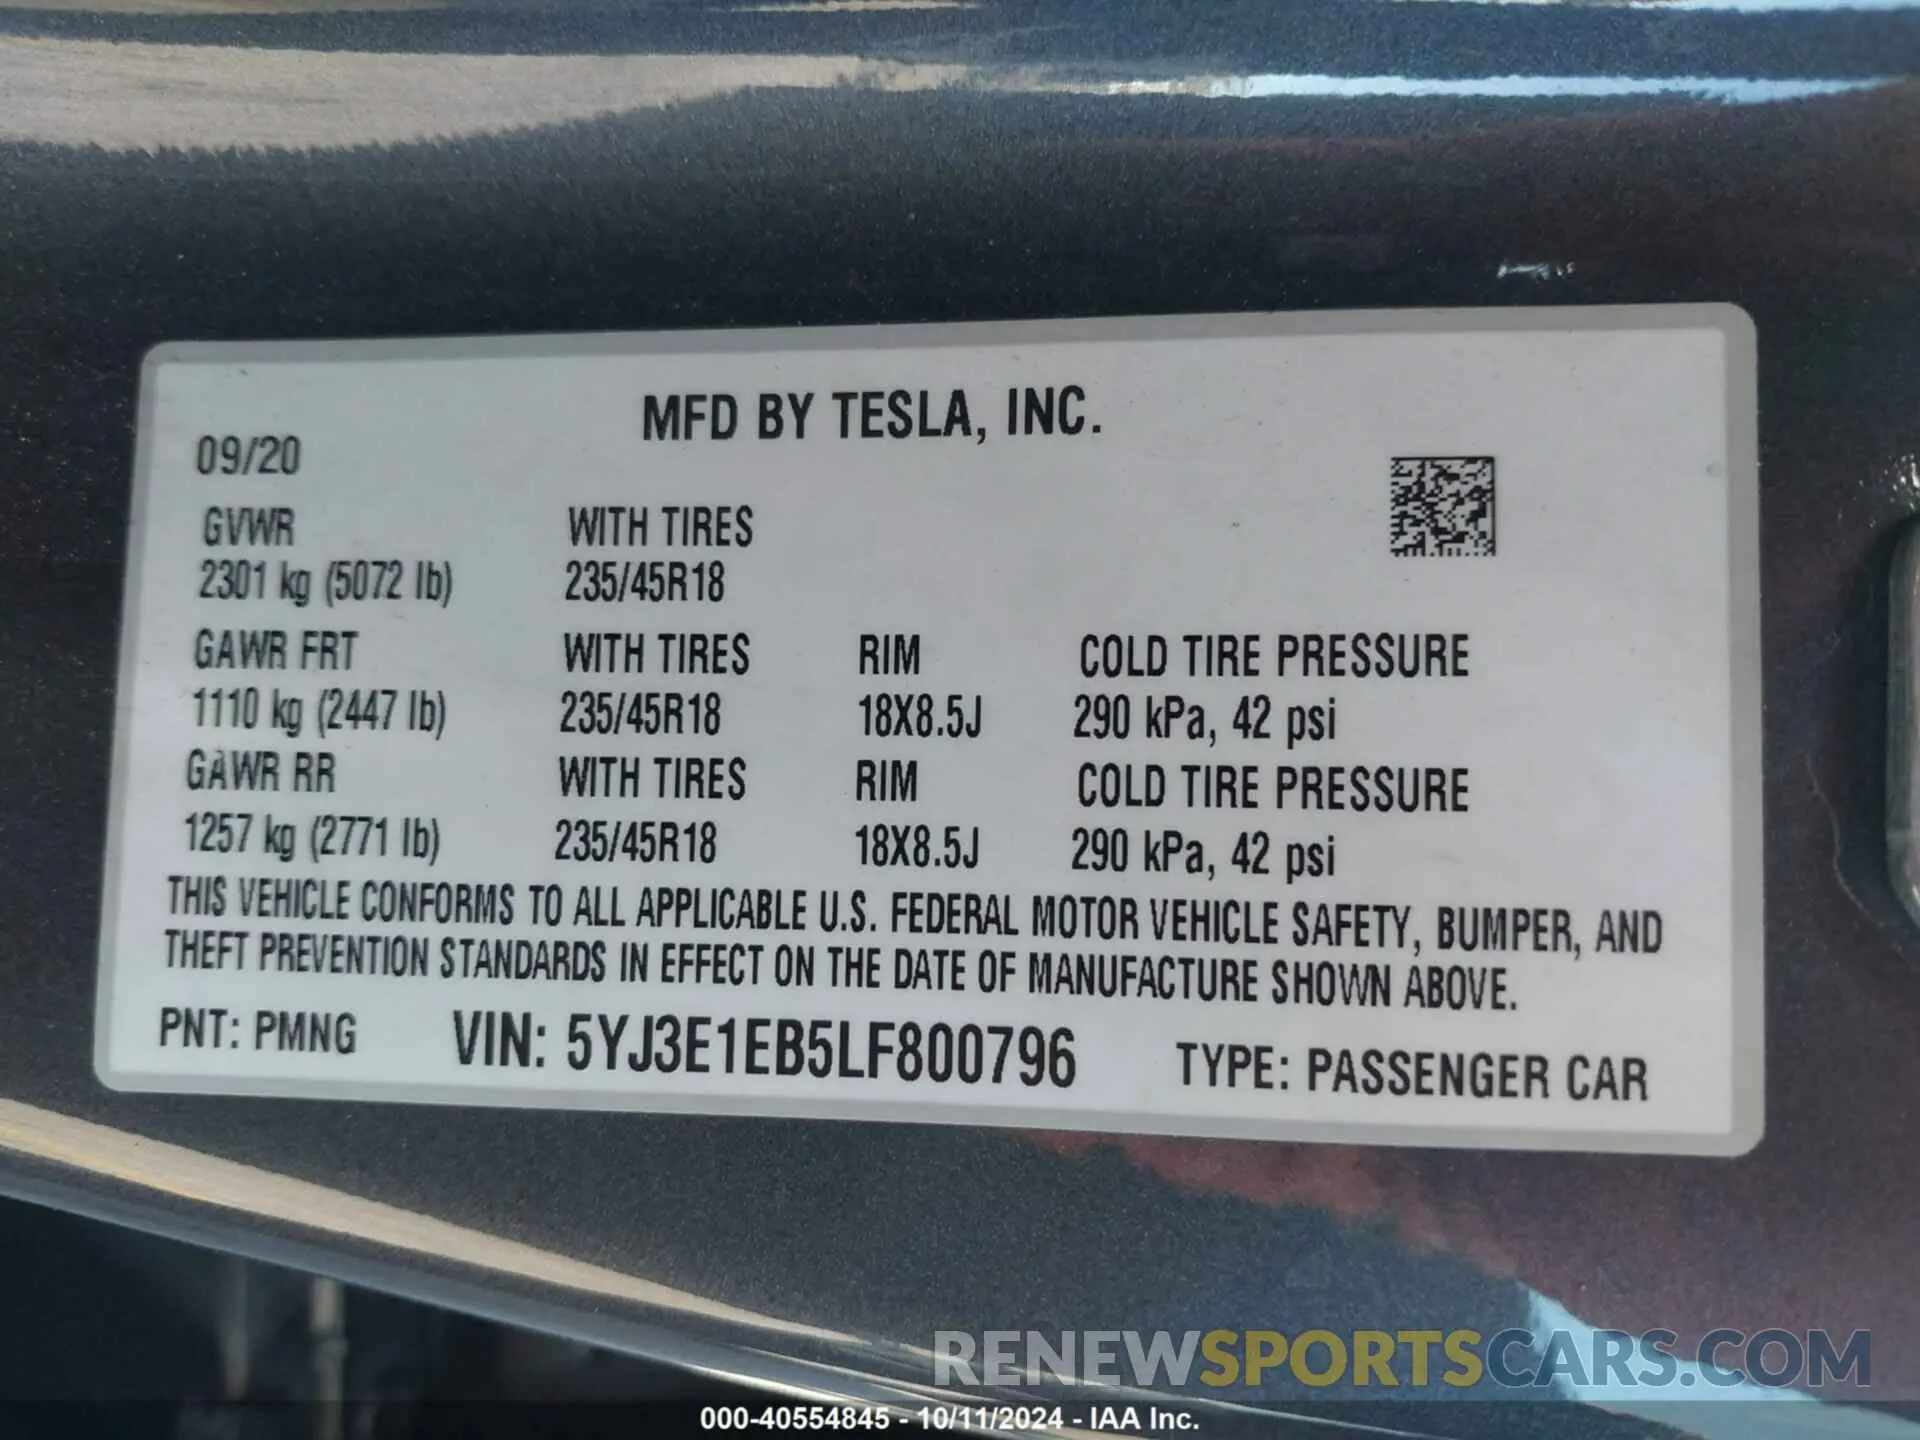 MFD BY TESLA, INC.
09/20
GVWR WITH TIRES
2301 kg (5072 lb) 235/45R18
GAWR FRT WITH TIRES RIM COLD TIRE PRESSURE
1110 kg (2447 lb) 235/45R18 18X8.5J 290 kPa, 42 psi
GAWR RR WITH TIRES RIM COLD TIRE PRESSURE
1257 kg (2771 lb) 235/45R18 18X8.5J 290 kPa, 42 psi
THIS VEHICLE CONFORMS TO ALL APPLICABLE U.S. FEDERAL MOTOR VEHICLE SAFETY, BUMPER, AND
THEFT PREVENTION STANDARDS IN EFFECT ON THE DATE OF MANUFACTURE SHOWN ABOVE.
PNT: PMNG VIN: 5YJ3E1EB5LF800796 TYPE: PASSENGER CAR
RENEWSPORTSCARS.COM
000-40554845 - 10/11/2024 - IAA Inc.